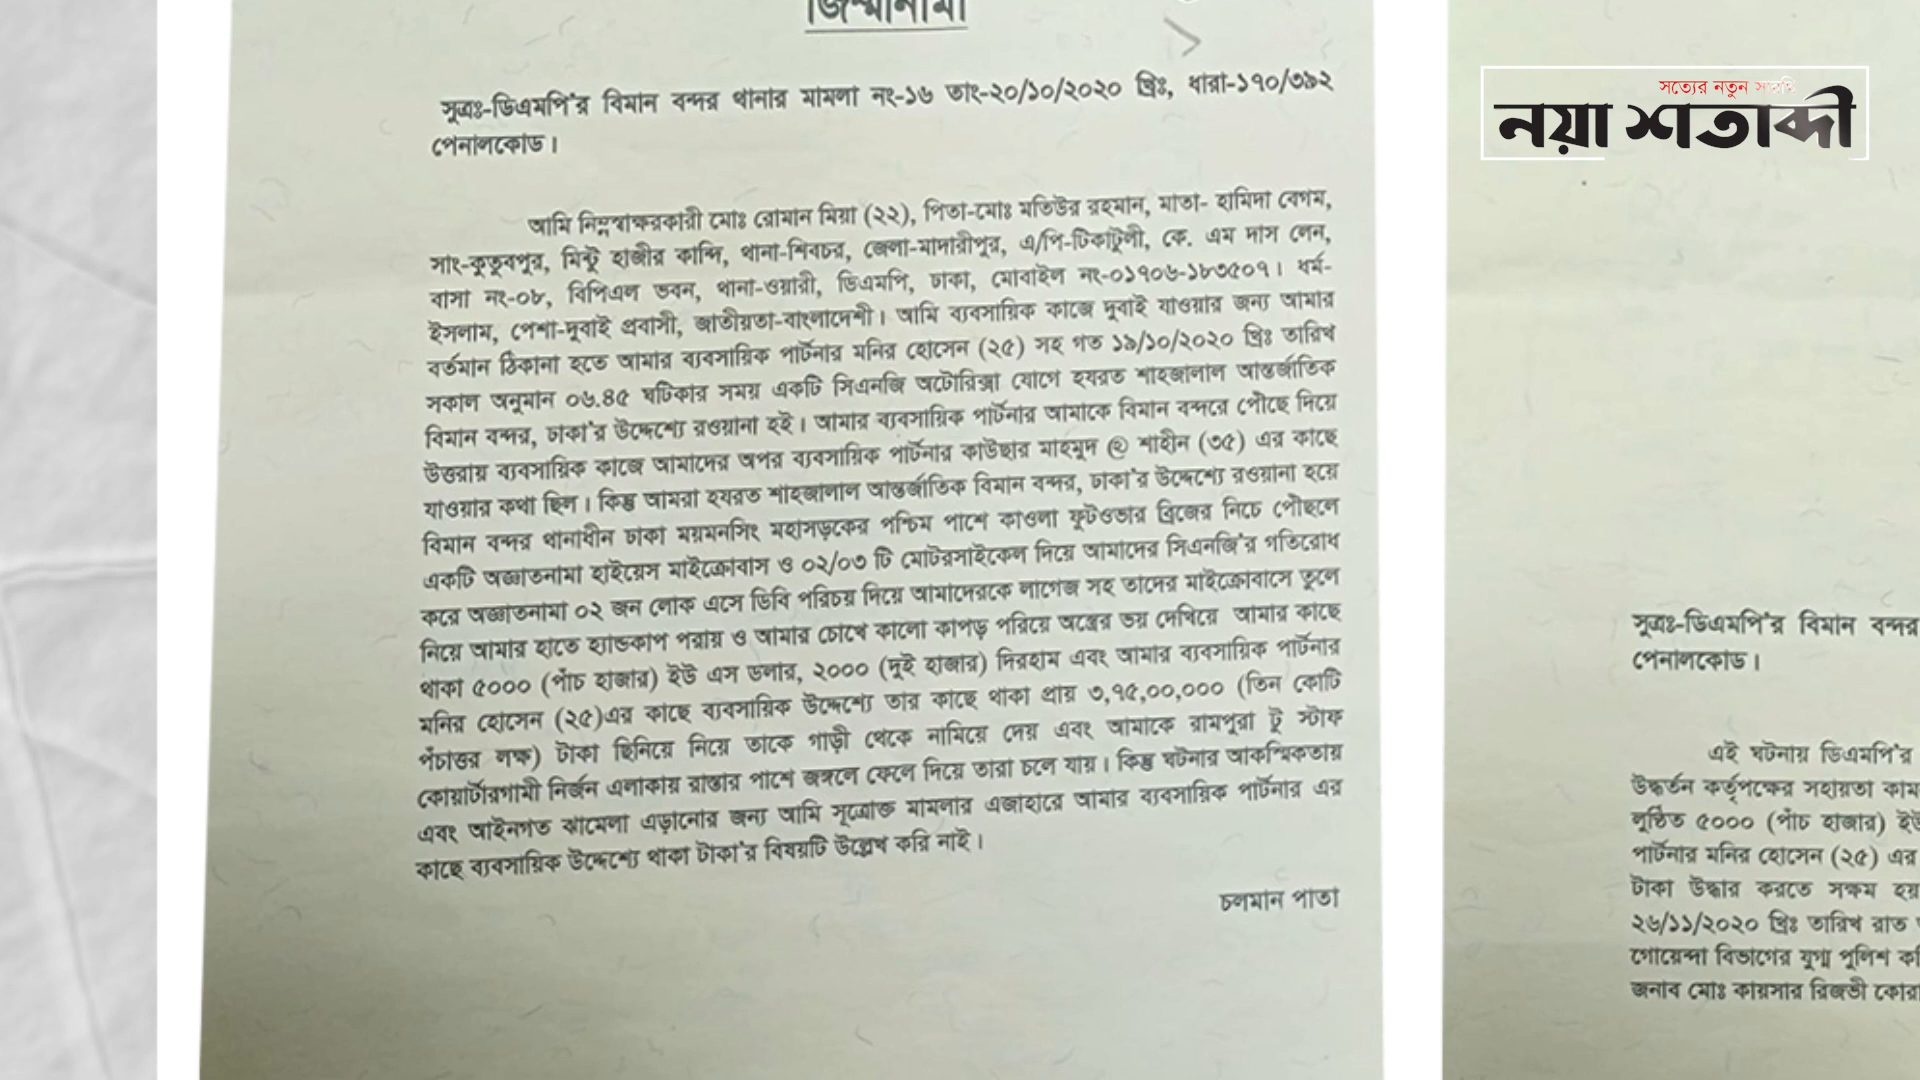 জিম্মানামা
সুত্রঃ-ডিএমপি'র বিমান বন্দর থানার মামলা নং-১৬ তাং-২০/১০/২০২০ খ্রিঃ, ধারা-১৭০/৩৯২
পেনালকোড।
আমি নিম্নস্বাক্ষরকারী মোঃ রোমান মিয়া (২২), পিতা-মোঃ মতিউর রহমান, মাতা- হামিদা বেগম,
সাং-কুতুবপুর, মিন্টু হাজীর কান্দি, থানা-শিবচর, জেলা-মাদারীপুর, এ/পি-টিকাটুলী, কে. এম দাস লেন,
বাসা নং-০৮, বিপিএল ভবন, থানা-ওয়ারী, ডিএমপি, ঢাকা, মোবাইল নং-০১৭০৬-১৮৩৫০৭। ধর্ম-
ইসলাম, পেশা-দুবাই প্রবাসী, জাতীয়তা-বাংলাদেশী। আমি ব্যবসায়িক কাজে দুবাই যাওয়ার জন্য আমার
বর্তমান ঠিকানা হতে আমার ব্যবসায়িক পার্টনার মনির হোসেন (২৫) সহ গত ১৯/১০/২০২০ খ্রিঃ তারিখ
সকাল অনুমান ০৬.৪৫ ঘটিকার সময় একটি সিএনজি অটোরিক্সা যোগে হযরত শাহজালাল আন্তর্জাতিক
বিমান বন্দর, ঢাকা'র উদ্দেশ্যে রওয়ানা হই। আমার ব্যবসায়িক পার্টনার আমাকে বিমান বন্দরে পৌছে দিয়ে
উত্তরায় ব্যবসায়িক কাজে আমাদের অপর ব্যবসায়িক পার্টনার কাউছার মাহমুদ @ শাহীন (৩৫) এর কাছে
যাওয়ার কথা ছিল। কিন্তু আমরা হযরত শাহজালাল আন্তর্জাতিক বিমান বন্দর, ঢাকা'র উদ্দেশ্যে রওয়ানা হয়ে
বিমান বন্দর থানাধীন ঢাকা ময়মনসিং মহাসড়কের পশ্চিম পাশে কাওলা ফুটওভার ব্রিজের নিচে পৌছলে
একটি অজ্ঞাতনামা হাইয়েস মাইক্রোবাস ও ০২/০৩ টি মোটরসাইকেল দিয়ে আমাদের সিএনজি'র গতিরোধ
করে অজ্ঞাতনামা ০২ জন লোক এসে ডিবি পরিচয় দিয়ে আমাদেরকে লাগেজ সহ তাদের মাইক্রোবাসে তুলে
নিয়ে আমার হাতে হ্যান্ডকাপ পরায় ও আমার চোখে কালো কাপড় পরিয়ে অস্ত্রের ভয় দেখিয়ে আমার কাছে
থাকা ৫০০০ (পাঁচ হাজার) ইউ এস ডলার, ২০০০ (দুই হাজার) দিরহাম এবং আমার ব্যবসায়িক পার্টনার
মনির হোসেন (২৫)এর কাছে ব্যবসায়িক উদ্দেশ্যে তার কাছে থাকা প্রায় ৩,৭৫,০০,০০০ (তিন কোটি
পঁচাত্তর লক্ষ) টাকা ছিনিয়ে নিয়ে তাকে গাড়ী থেকে নামিয়ে দেয় এবং আমাকে রামপুরা টু স্টাফ
কোয়ার্টারগামী নির্জন এলাকায় রাস্তার পাশে জঙ্গলে ফেলে দিয়ে তারা চলে যায়। কিন্তু ঘটনার আকস্মিকতায়
এবং আইনগত ঝামেলা এড়ানোর জন্য আমি সূত্রোক্ত মামলার এজাহারে আমার ব্যবসায়িক পার্টনার এর
কাছে ব্যবসায়িক উদ্দেশ্যে থাকা টাকা'র বিষয়টি উল্লেখ করি নাই।
চলমান পাতা
সত্যের নতুন
নয়া শতাব্দী
সুত্রঃ-ডিএমপি'র বিমান বন্দর
পেনালকোড।
এই ঘটনায় ডিএমপি'র
উদ্ধর্তন কর্তৃপক্ষের সহায়তা কাম
লুন্ঠিত ৫০০০ (পাঁচ হাজার) ইউ
পার্টনার মনির হোসেন (২৫) এর
টাকা উদ্ধার করতে সক্ষম হয়
২৬/১১/২০২০ খ্রিঃ তারিখ রাত
গোয়েন্দা বিভাগের যুগ্ম পুলিশ কমি
জনাব মোঃ কায়সার রিজভী কোরা